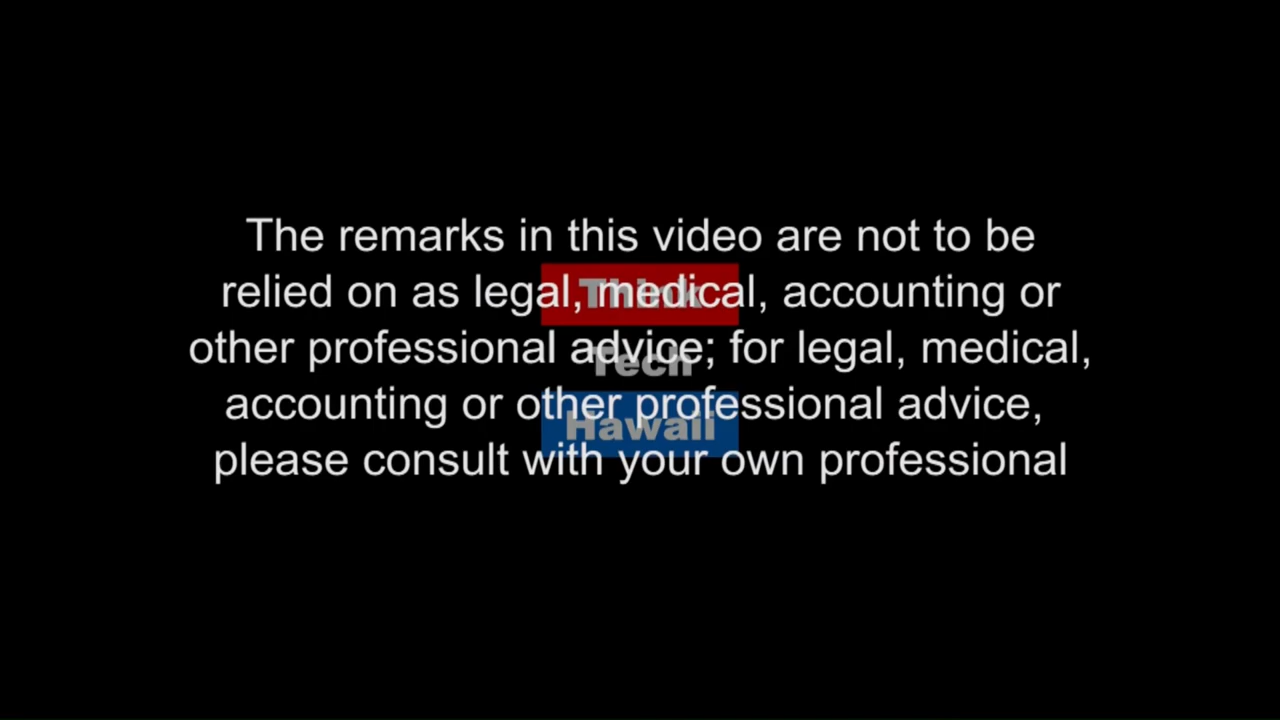 The remarks in this video are not to be
relied on as legal, medical, accounting or
other professional advice; for legal, medical,
accounting or other professional advice,
please consult with your own professional
Think
Tech
Hawaii